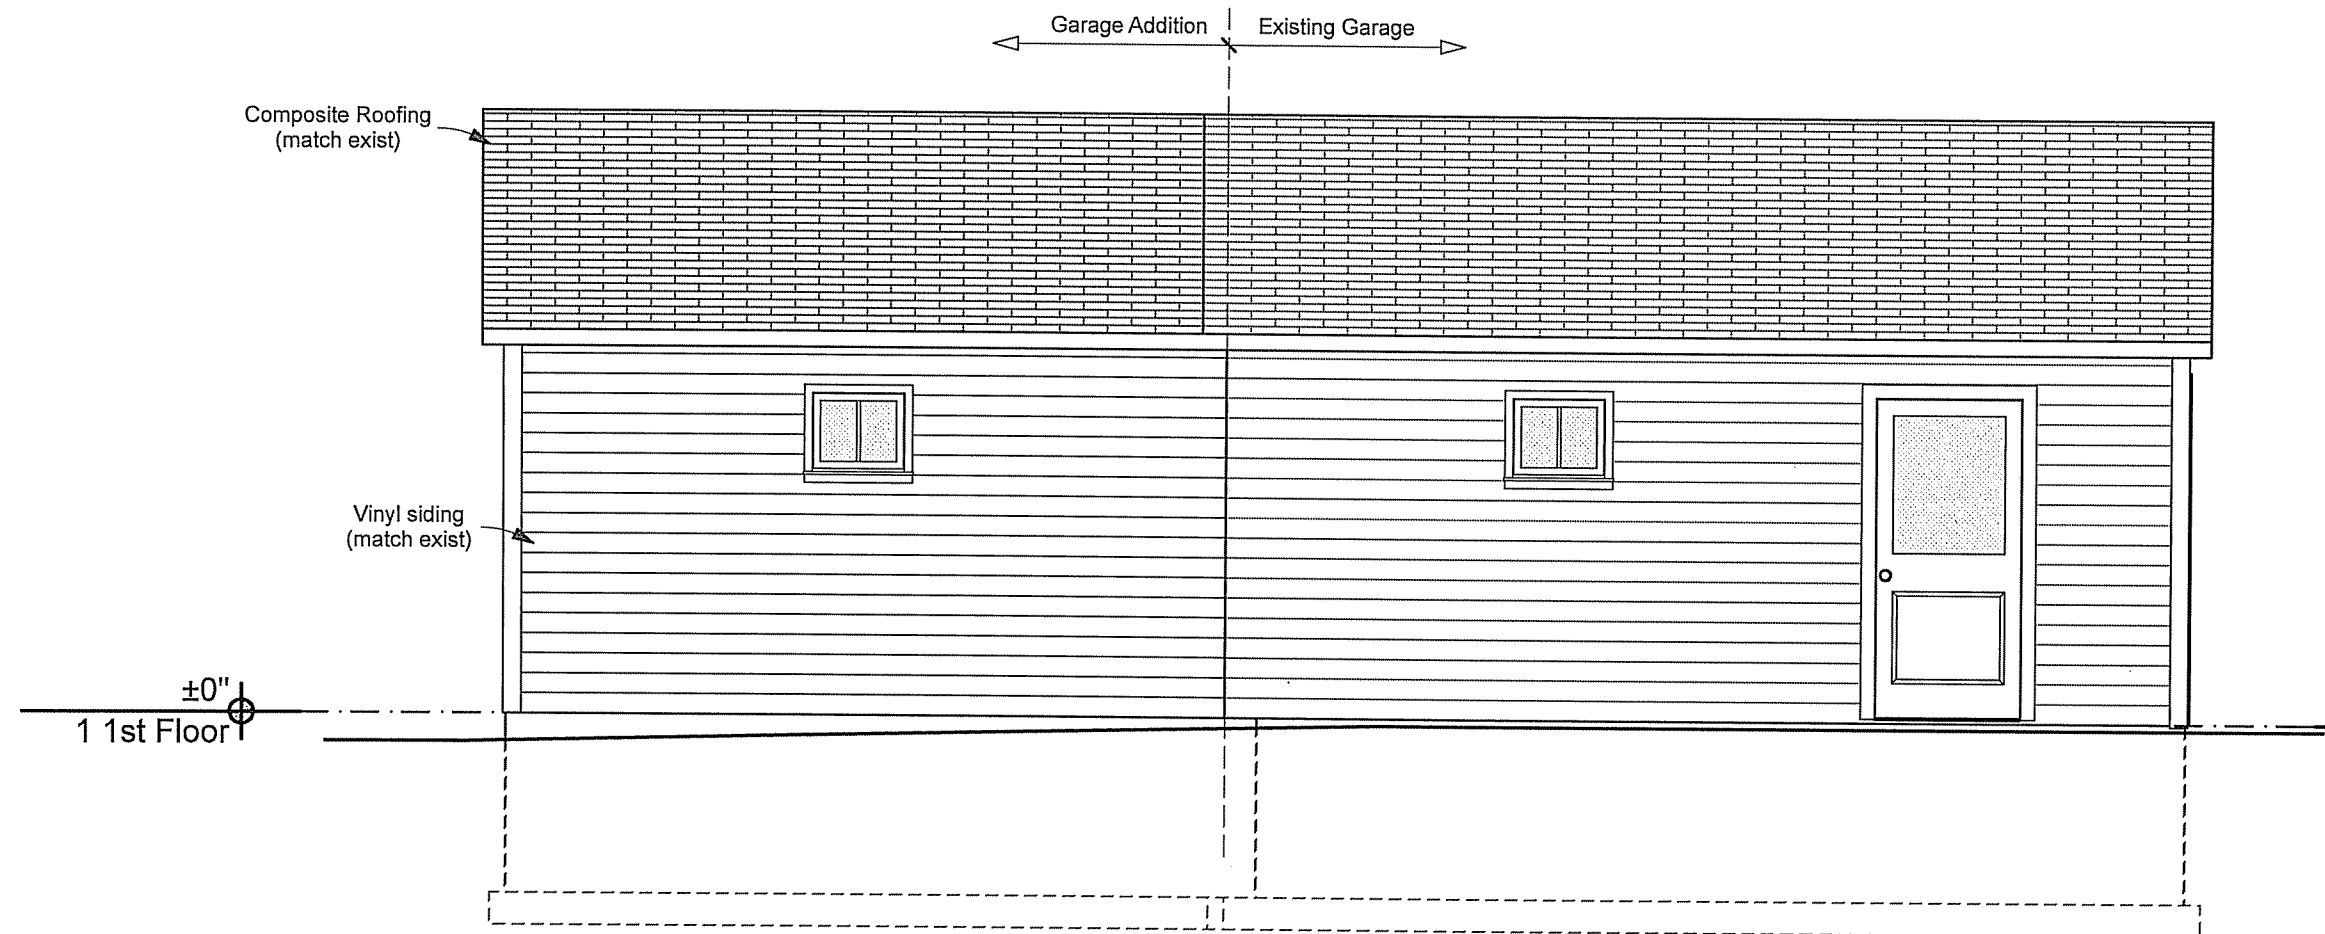 Garage Addition
Existing Garage
Composite Roofing
(match exist)
Vinyl siding
(match exist)
±0"
1 1st Floor